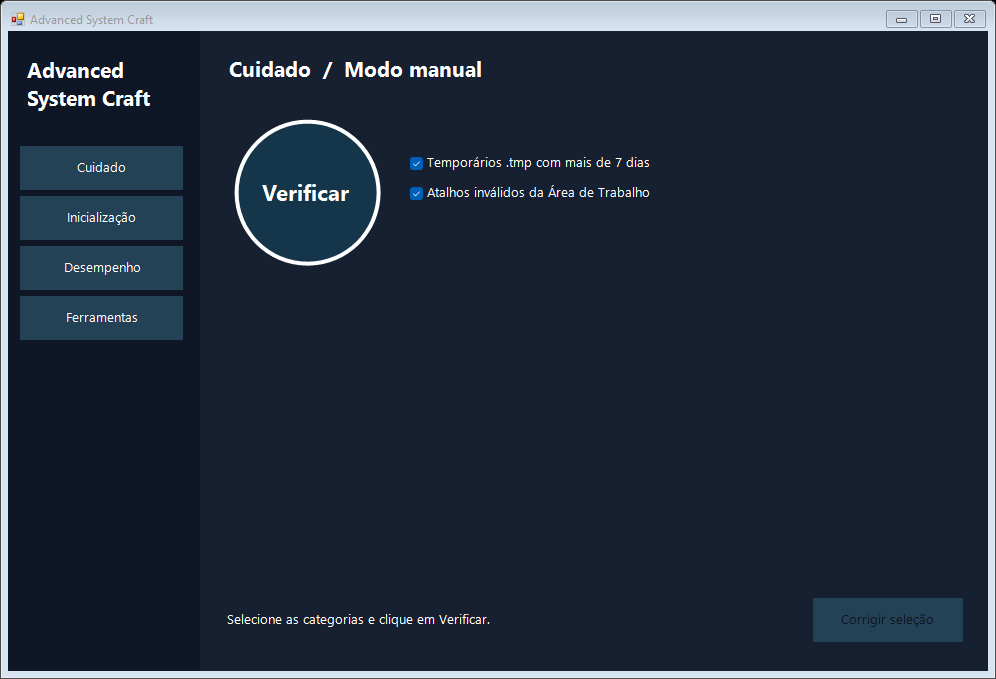 Advanced System Craft
Advanced
System Craft
Cuidado
Inicialização
Desempenho
Ferramentas
Cuidado / Modo manual
Verificar
Temporários .tmp com mais de 7 dias
Atalhos inválidos da Área de Trabalho
Selecione as categorias e clique em Verificar.
Corrigir seleção